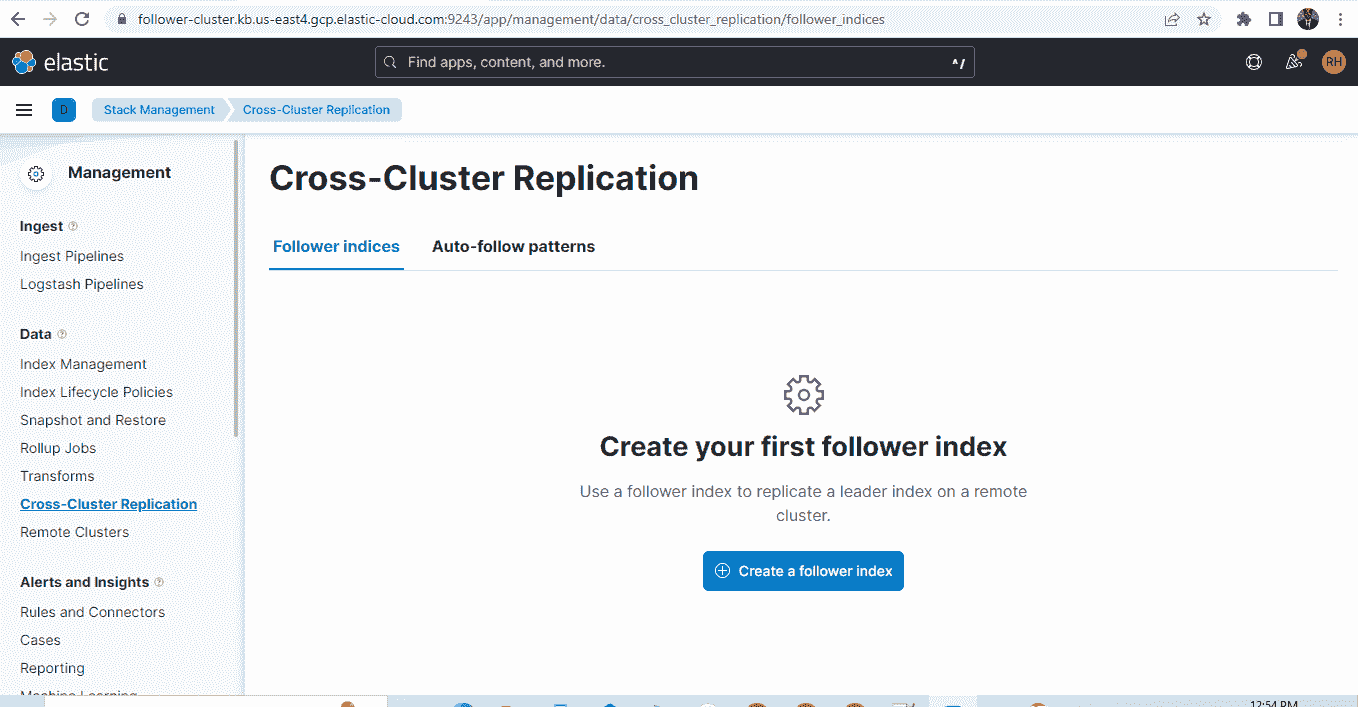 follower-cluster.kb.us-east4.gcp.elastic-cloud.com:9243/app/management/data/cross_cluster_replication/follower_indices
elastic
Find apps, content, and more.
^/
RH
D
Stack Management
Cross-Cluster Replication
Management
Ingest
Ingest Pipelines
Logstash Pipelines
Data
Index Management
Index Lifecycle Policies
Snapshot and Restore
Rollup Jobs
Transforms
Cross-Cluster Replication
Remote Clusters
Alerts and Insights
Rules and Connectors
Cases
Reporting
Machine Learning
Cross-Cluster Replication
Follower indices
Auto-follow patterns
Create your first follower index
Use a follower index to replicate a leader index on a remote
cluster.
Create a follower index
12:54 PM